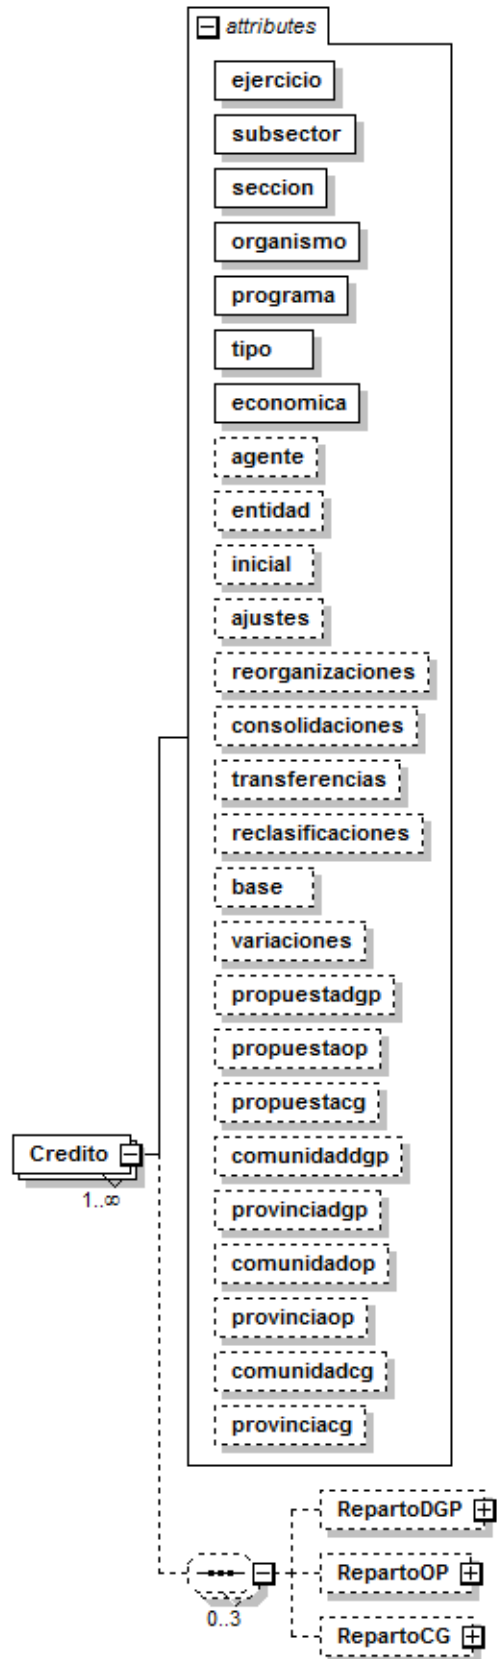 attributes
ejercicio
subsector
seccion
organismo
programa
tipo
economica
agente
entidad
inicial
ajustes
reorganizaciones
consolidaciones
transferencias
reclasificaciones
base
variaciones
propuestadgp
propuestaop
propuestacg
comunidaddgp
provinciadgp
comunidadop
provinciaop
comunidadcg
provinciacg
Credito
1..∞
RepartoDGP
RepartoOP
0..3
RepartoCG